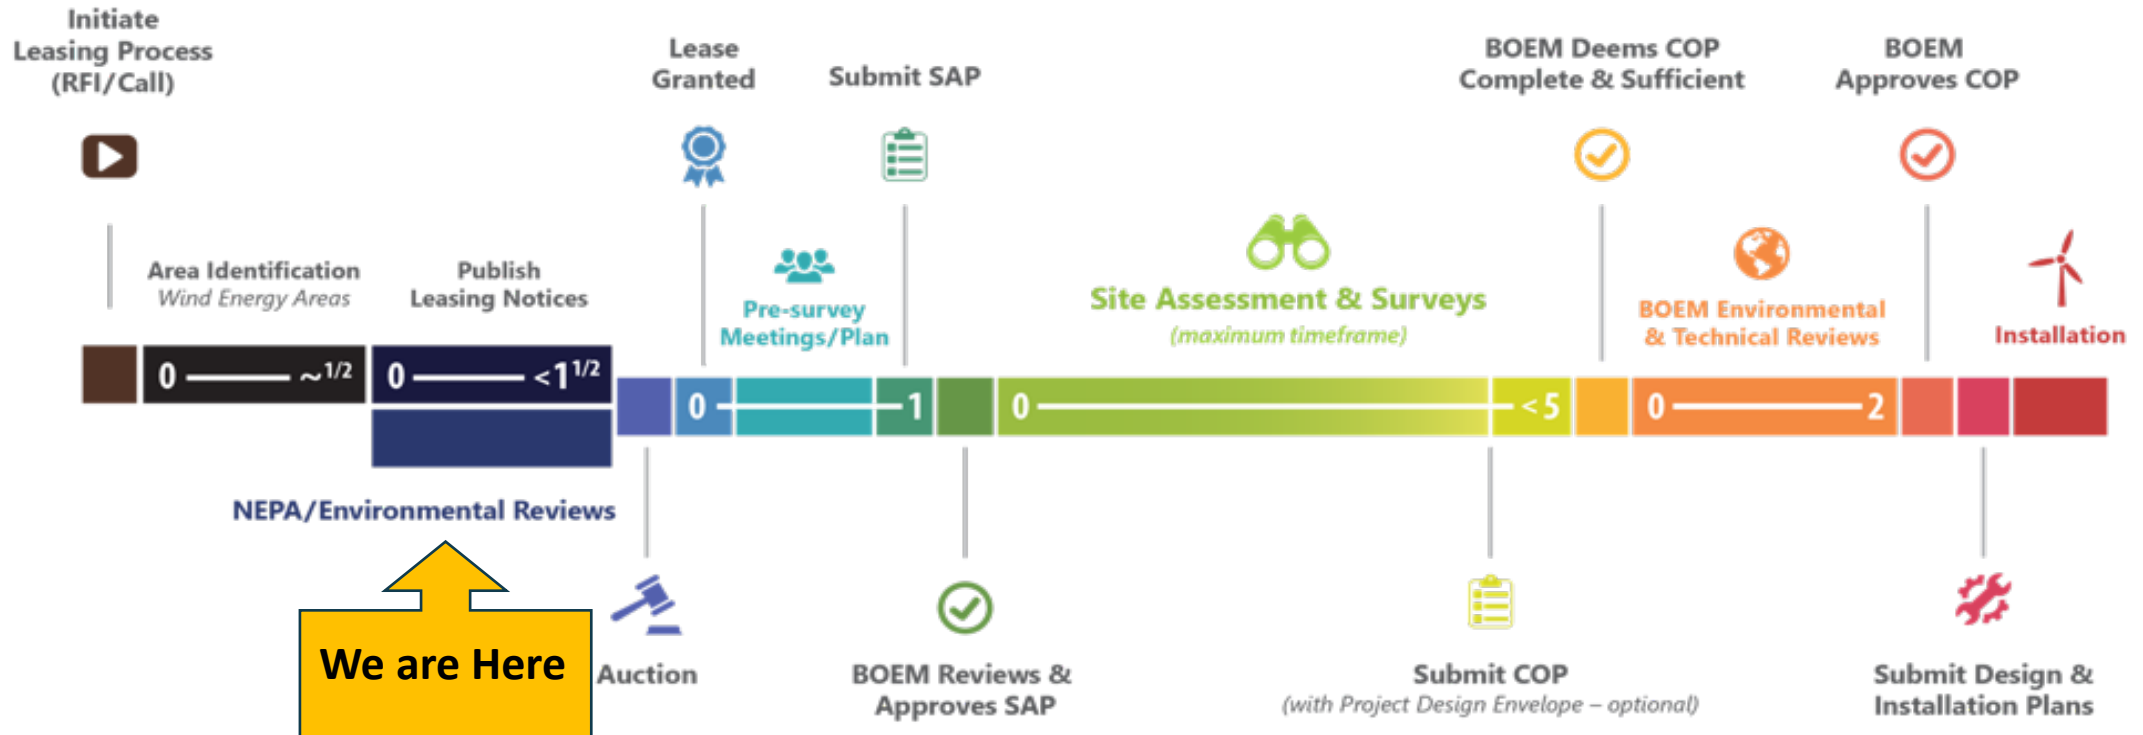 Initiate
Leasing Process
(RFI/Call)
Lease
Granted
Submit SAP
BOEM Deems COP
Complete & Sufficient
BOEM
Approves COP
Area Identification
Wind Energy Areas
Publish
Leasing Notices
Pre-survey
Meetings/Plan
Site Assessment & Surveys
(maximum timeframe)
BOEM Environmental
& Technical Reviews
Installation
0 ~1/2
0 <1 1/2
0 1
0 <5
0 2
NEPA/Environmental Reviews
We are Here
Auction
BOEM Reviews &
Approves SAP
Submit COP
(with Project Design Envelope – optional)
Submit Design &
Installation Plans